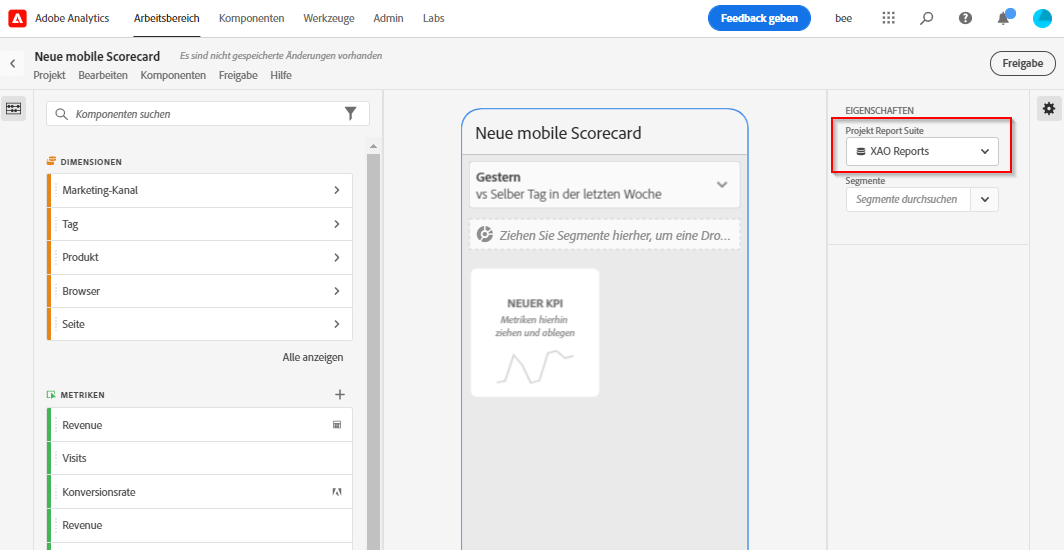 Adobe Analytics
Arbeitsbereich
Komponenten
Werkzeuge
Admin
Labs
Feedback geben
bee
Neue mobile Scorecard
Es sind nicht gespeicherte Änderungen vorhanden
Projekt
Bearbeiten
Komponenten
Freigabe
Hilfe
Freigabe
Komponenten suchen
DIMENSIONEN
Marketing-Kanal
Tag
Produkt
Browser
Seite
Alle anzeigen
METRIKEN
Revenue
Visits
Konversionsrate
Revenue
Neue mobile Scorecard
Gestern
vs Selber Tag in der letzten Woche
Ziehen Sie Segmente hierher, um eine Dro...
NEUER KPI
Metriken hierhin
ziehen und ablegen
EIGENSCHAFTEN
Projekt Report Suite
XAO Reports
Segmente
Segmente durchsuchen